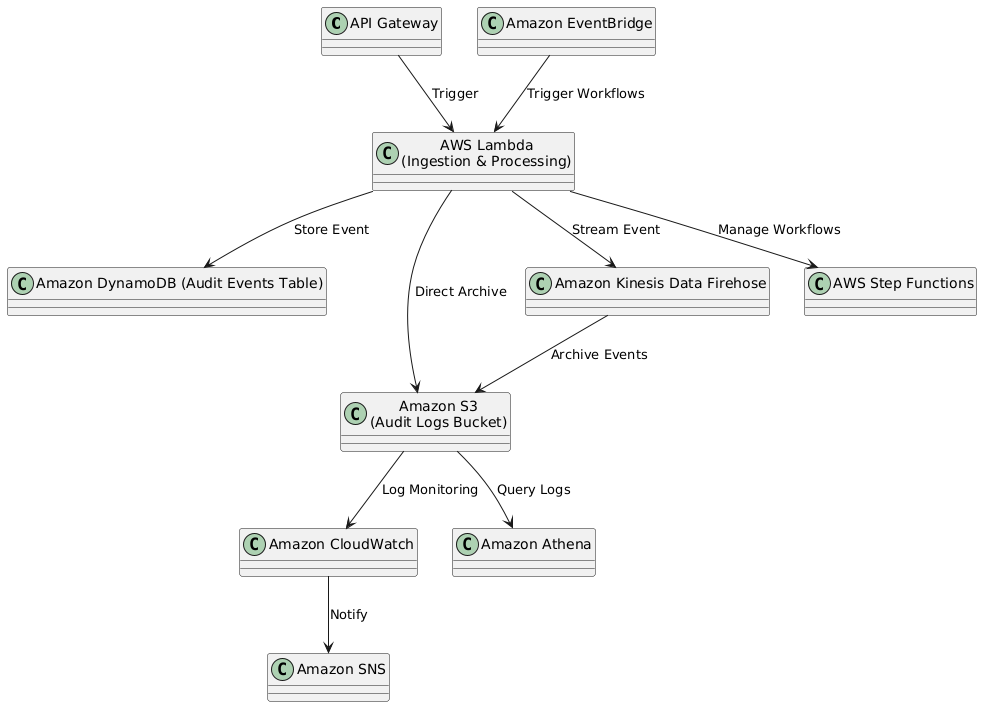 C API Gateway
C Amazon EventBridge
Trigger
Trigger Workflows
C AWS Lambda
(Ingestion & Processing)
Store Event
Stream Event
Manage Workflows
C Amazon DynamoDB (Audit Events Table)
Direct Archive
C Amazon Kinesis Data Firehose
C AWS Step Functions
Archive Events
C Amazon S3
(Audit Logs Bucket)
Log Monitoring
Query Logs
C Amazon CloudWatch
C Amazon Athena
Notify
C Amazon SNS